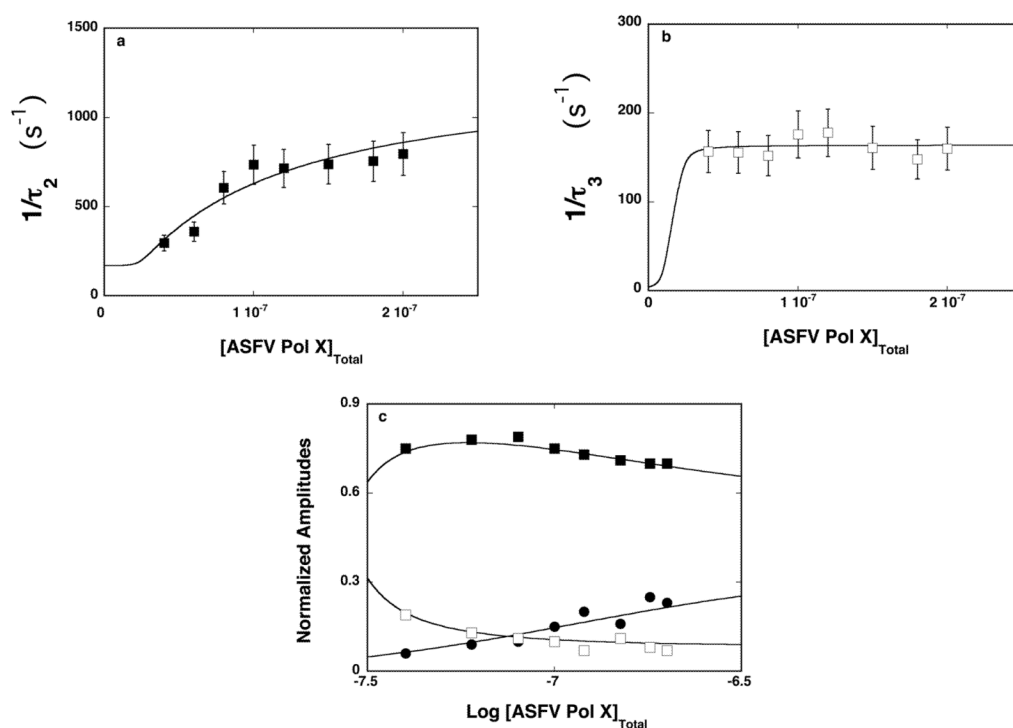 a
1500
1000
500
0
1/τ2 (s-1)
0
1 10-7
2 10-7
[ASFV Pol X]Total
b
300
200
100
0
1/τ3 (s-1)
0
1 10-7
2 10-7
[ASFV Pol X]Total
c
0.9
0.6
0.3
0
Normalized Amplitudes
-7.5
-7
-6.5
Log [ASFV Pol X]Total